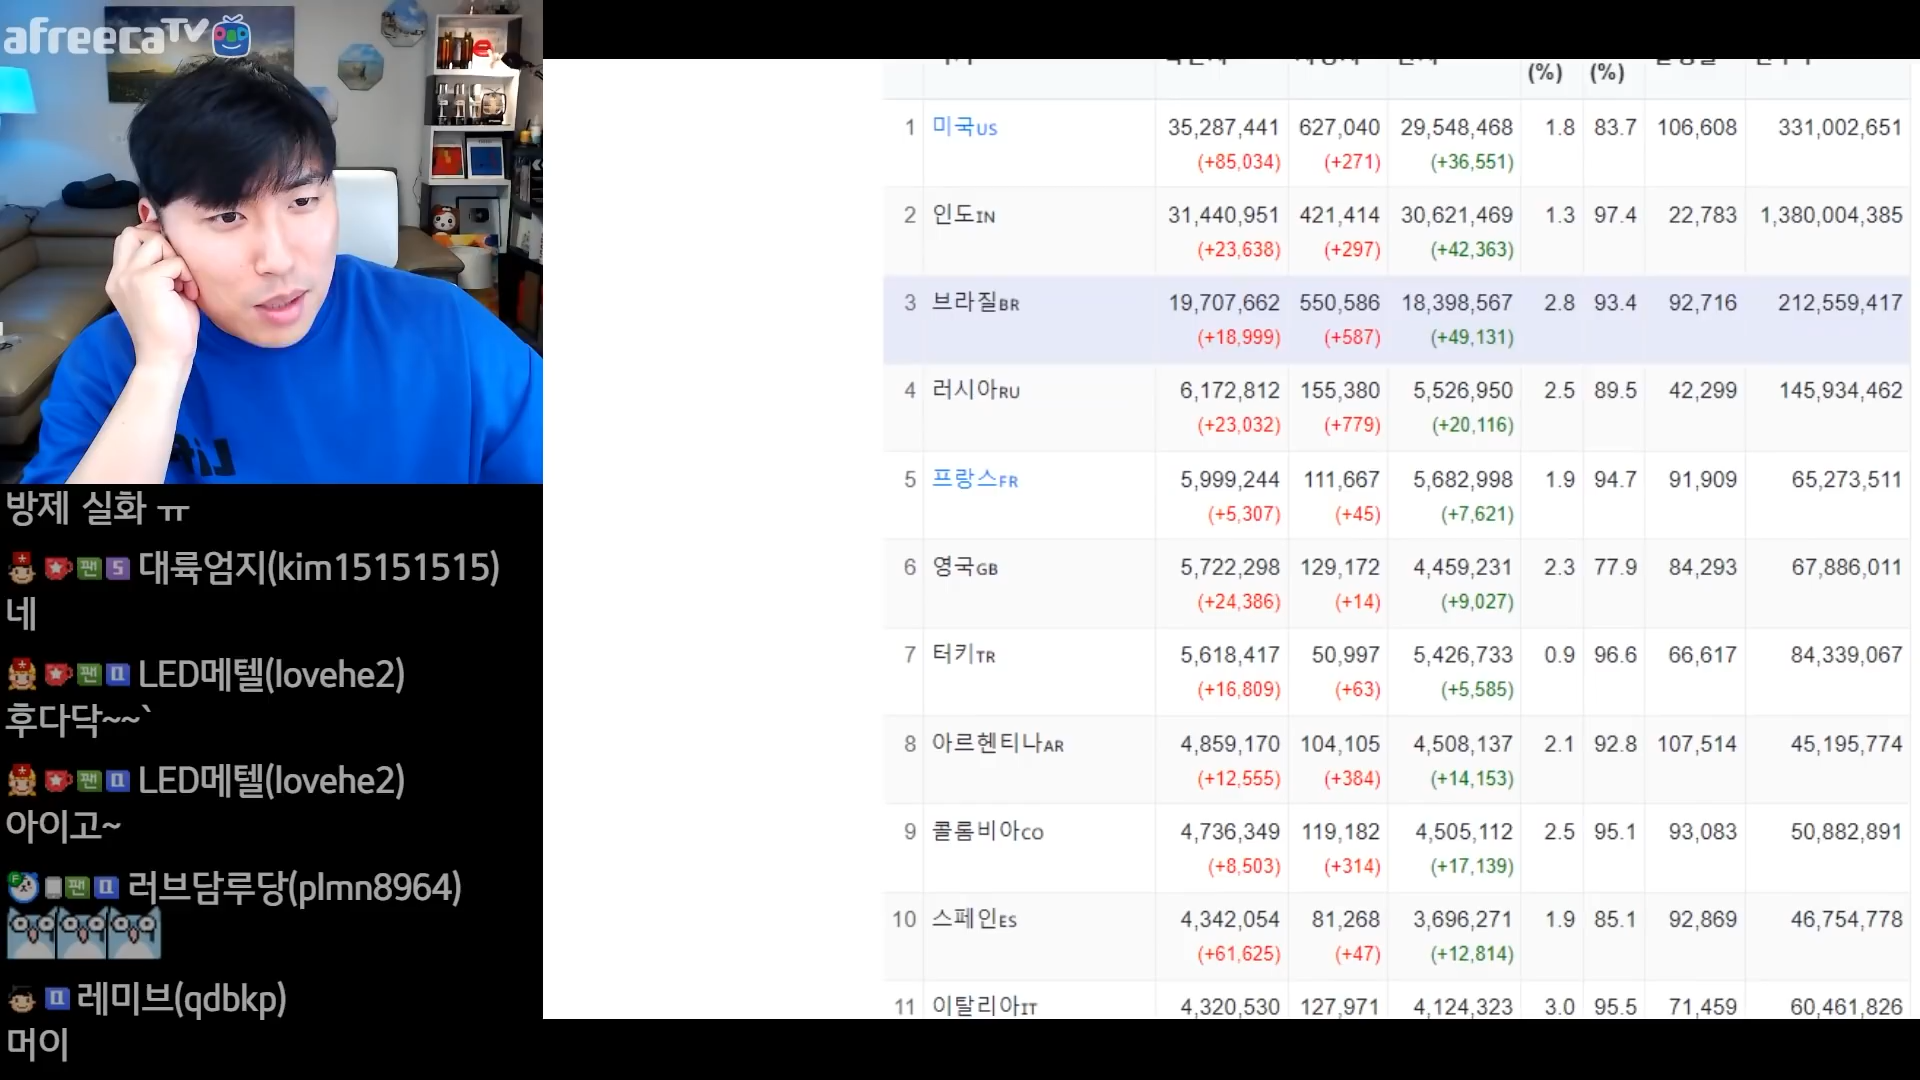 afreecaTV
방제 실화 ㅠ
대륙엄지(kim15151515)
네
LED메텔(lovehe2)
후다닥~~`
LED메텔(lovehe2)
아이고~
러브담루당(plmn8964)
레미브(qdbkp)
머이
(%) (%)
1 미국US 35,287,441 627,040 29,548,468 1.8 83.7 106,608 331,002,651
(+85,034) (+271) (+36,551)
2 인도IN 31,440,951 421,414 30,621,469 1.3 97.4 22,783 1,380,004,385
(+23,638) (+297) (+42,363)
3 브라질BR 19,707,662 550,586 18,398,567 2.8 93.4 92,716 212,559,417
(+18,999) (+587) (+49,131)
4 러시아RU 6,172,812 155,380 5,526,950 2.5 89.5 42,299 145,934,462
(+23,032) (+779) (+20,116)
5 프랑스FR 5,999,244 111,667 5,682,998 1.9 94.7 91,909 65,273,511
(+5,307) (+45) (+7,621)
6 영국GB 5,722,298 129,172 4,459,231 2.3 77.9 84,293 67,886,011
(+24,386) (+14) (+9,027)
7 터키TR 5,618,417 50,997 5,426,733 0.9 96.6 66,617 84,339,067
(+16,809) (+63) (+5,585)
8 아르헨티나AR 4,859,170 104,105 4,508,137 2.1 92.8 107,514 45,195,774
(+12,555) (+384) (+14,153)
9 콜롬비아CO 4,736,349 119,182 4,505,112 2.5 95.1 93,083 50,882,891
(+8,503) (+314) (+17,139)
10 스페인ES 4,342,054 81,268 3,696,271 1.9 85.1 92,869 46,754,778
(+61,625) (+47) (+12,814)
11 이탈리아IT 4,320,530 127,971 4,124,323 3.0 95.5 71,459 60,461,826